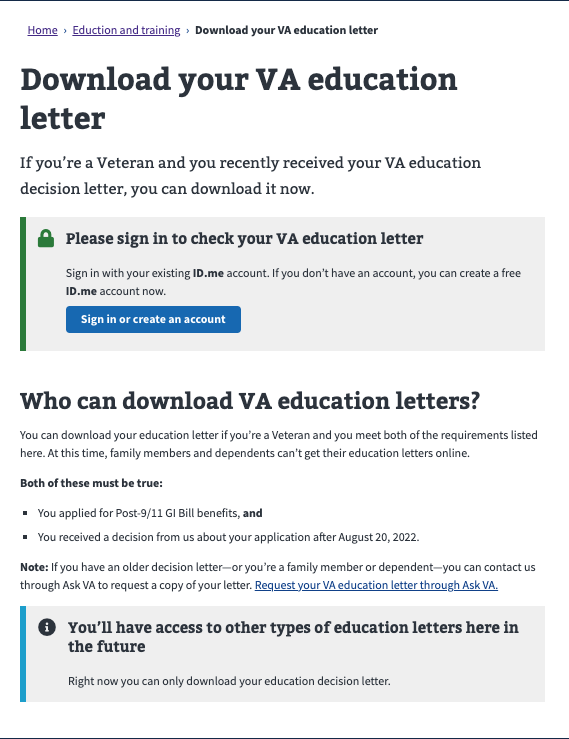 Home › Eduction and training › Download your VA education letter
Download your VA education
letter
If you’re a Veteran and you recently received your VA education
decision letter, you can download it now.
Please sign in to check your VA education letter
Sign in with your existing ID.me account. If you don’t have an account, you can create a free
ID.me account now.
Sign in or create an account
Who can download VA education letters?
You can download your education letter if you’re a Veteran and you meet both of the requirements listed
here. At this time, family members and dependents can’t get their education letters online.
Both of these must be true:
▪ You applied for Post-9/11 GI Bill benefits, and
▪ You received a decision from us about your application after August 20, 2022.
Note: If you have an older decision letter—or you’re a family member or dependent—you can contact us
through Ask VA to request a copy of your letter. Request your VA education letter through Ask VA.
You’ll have access to other types of education letters here in
the future
Right now you can only download your education decision letter.